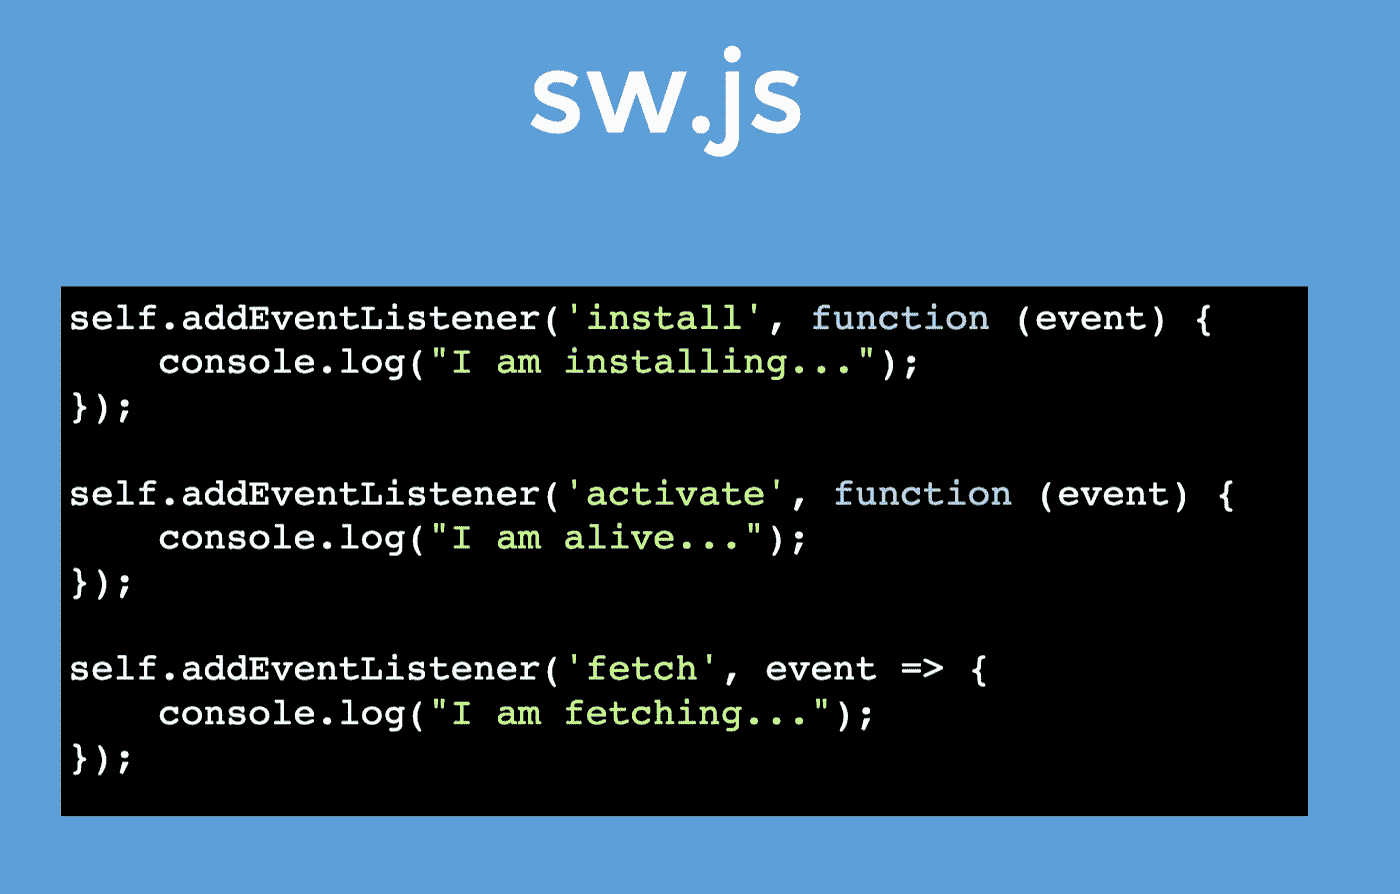 sw.js
self.addEventListener('install', function (event) {
    console.log("I am installing...");
});
self.addEventListener('activate', function (event) {
    console.log("I am alive...");
});
self.addEventListener('fetch', event => {
    console.log("I am fetching...");
});